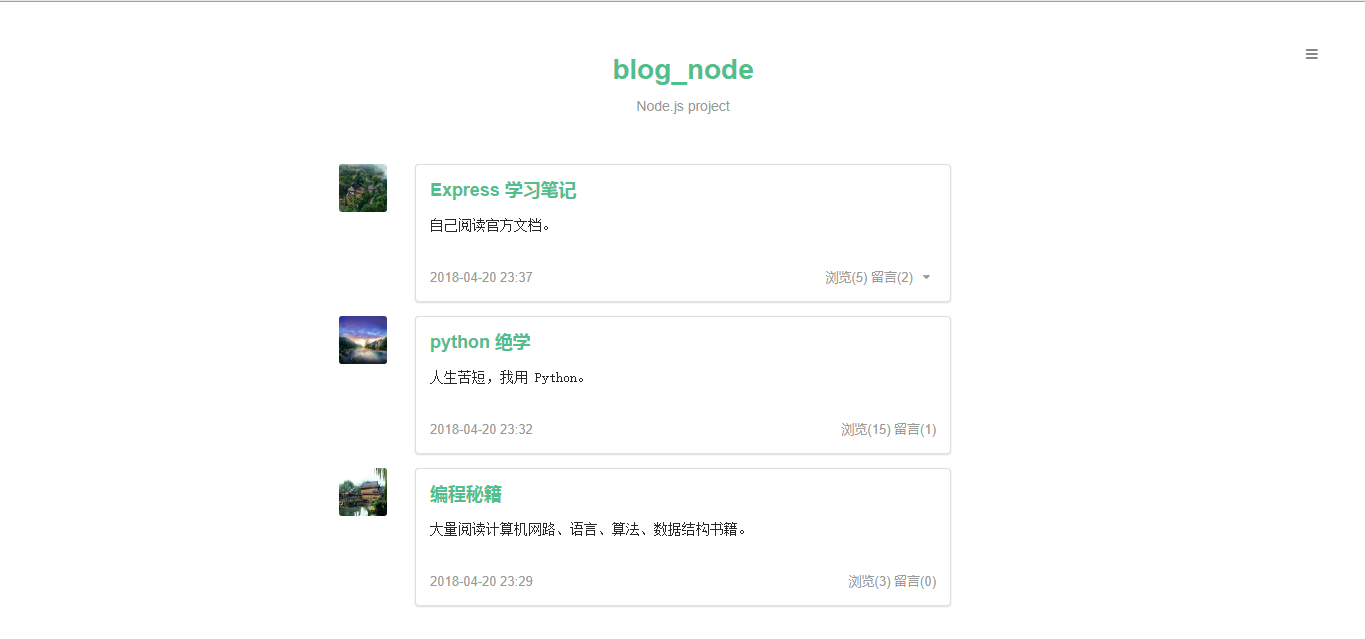 blog_node
Node.js project
Express 学习笔记
自己阅读官方文档。
2018-04-20 23:37
浏览(5) 留言(2)
python 绝学
人生苦短，我用 Python。
2018-04-20 23:32
浏览(15) 留言(1)
编程秘籍
大量阅读计算机网路、语言、算法、数据结构书籍。
2018-04-20 23:29
浏览(3) 留言(0)